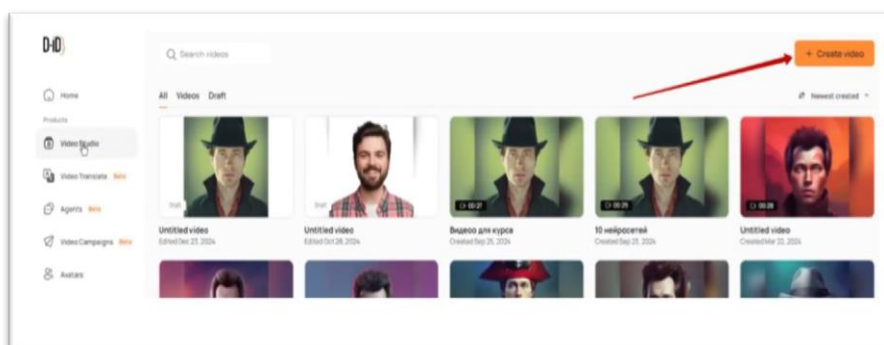 D-iD
Search videos
+ Create video
Home
All Videos Draft
Newest created
Products
Video Studio
Video Translate Beta
Agents Beta
Video Campaigns Beta
Avatars
Draft
Draft
00:27
00:29
00:28
Untitled video
Edited Dec 23, 2024
Untitled video
Edited Oct 28, 2024
Видеоо для курса
Created Sep 25, 2024
10 нейросетей
Created Sep 23, 2024
Untitled video
Created Mar 22, 2024